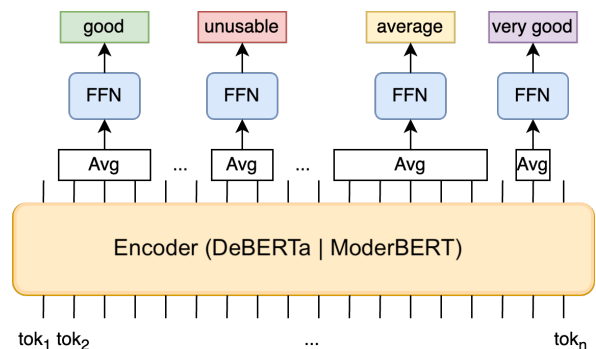 good unusable average very good
FFN FFN FFN FFN
Avg ... Avg ... Avg Avg
Encoder (DeBERTa | ModerBERT)
tok1 tok2 ... tokn